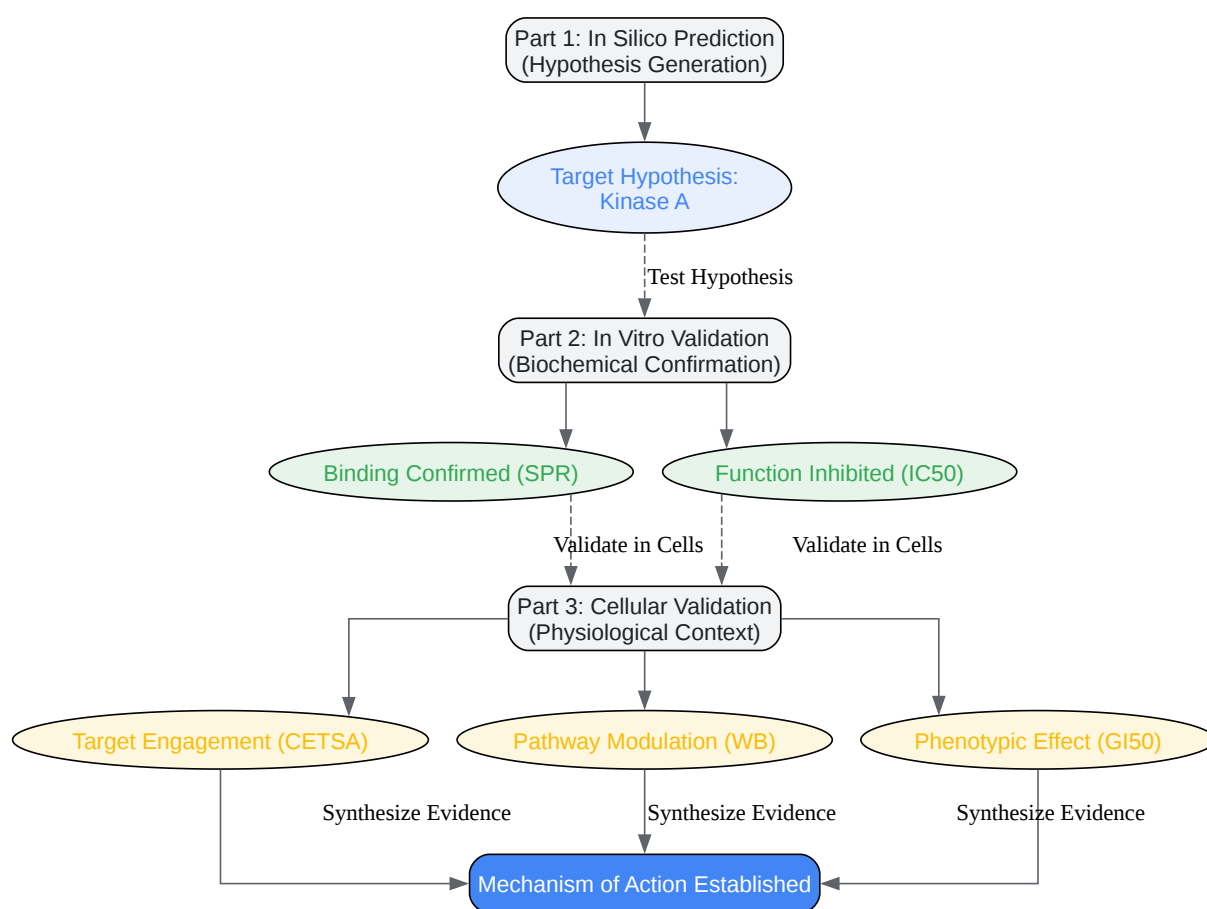 Part 1: In Silico Prediction
(Hypothesis Generation)
Target Hypothesis:
Kinase A
Test Hypothesis
Part 2: In Vitro Validation
(Biochemical Confirmation)
Binding Confirmed (SPR)
Function Inhibited (IC50)
Validate in Cells
Validate in Cells
Part 3: Cellular Validation
(Physiological Context)
Target Engagement (CETSA)
Pathway Modulation (WB)
Phenotypic Effect (GI50)
Synthesize Evidence
Synthesize Evidence
Synthesize Evidence
Mechanism of Action Established